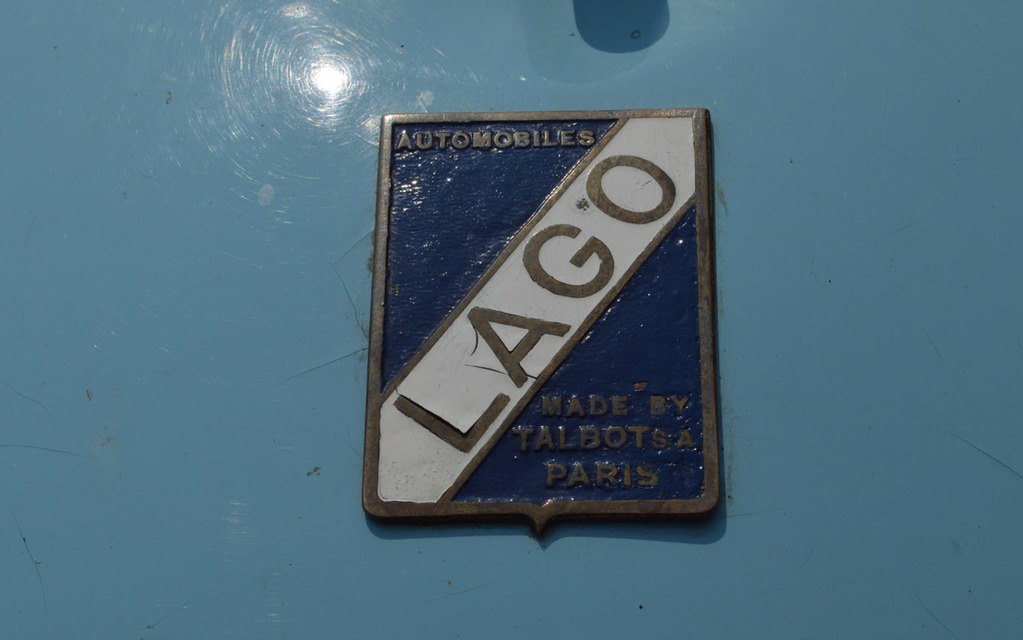 AUTOMOBILES
LAGO
MADE BY
TALBOT S A
PARIS